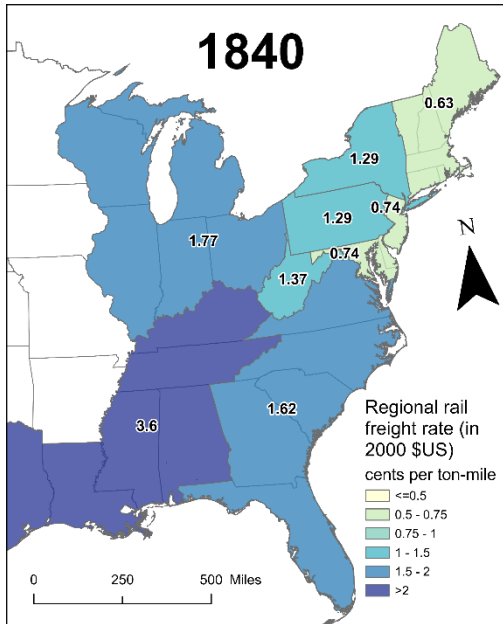 1840
0.63
1.29
0.74
1.29
1.77
0.74
1.37
N
3.6
1.62
Regional rail
freight rate (in
2000 $US)
cents per ton-mile
<=0.5
0.5 - 0.75
0.75 - 1
1 - 1.5
1.5 - 2
>2
0 250 500 Miles